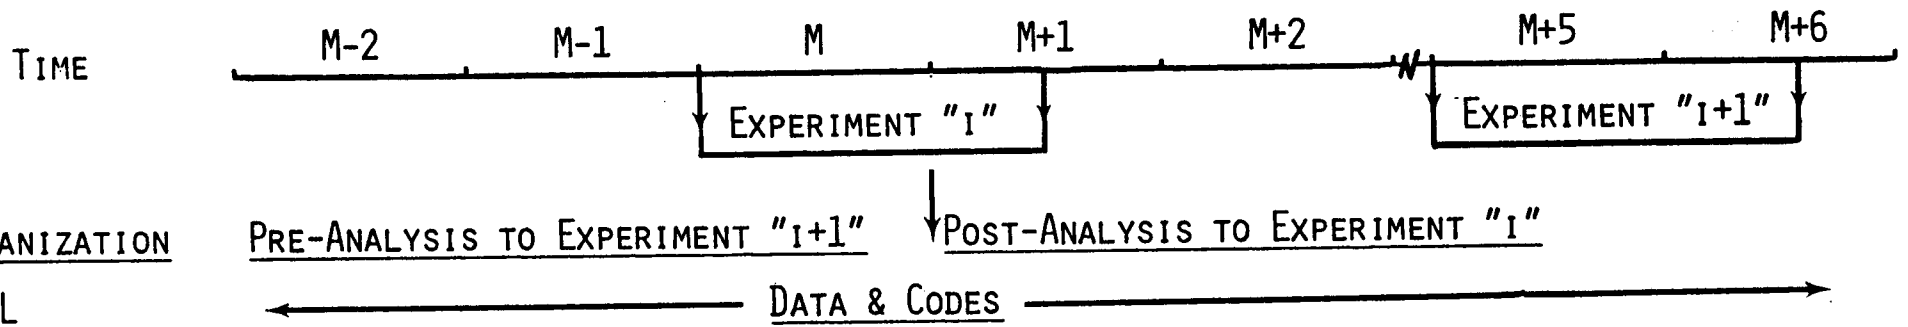 TIME M-2 M-1 M M+1 M+2 M+5 M+6
EXPERIMENT "I" EXPERIMENT "I+1"
ANIZATION PRE-ANALYSIS TO EXPERIMENT "I+1" POST-ANALYSIS TO EXPERIMENT "I"
L DATA & CODES